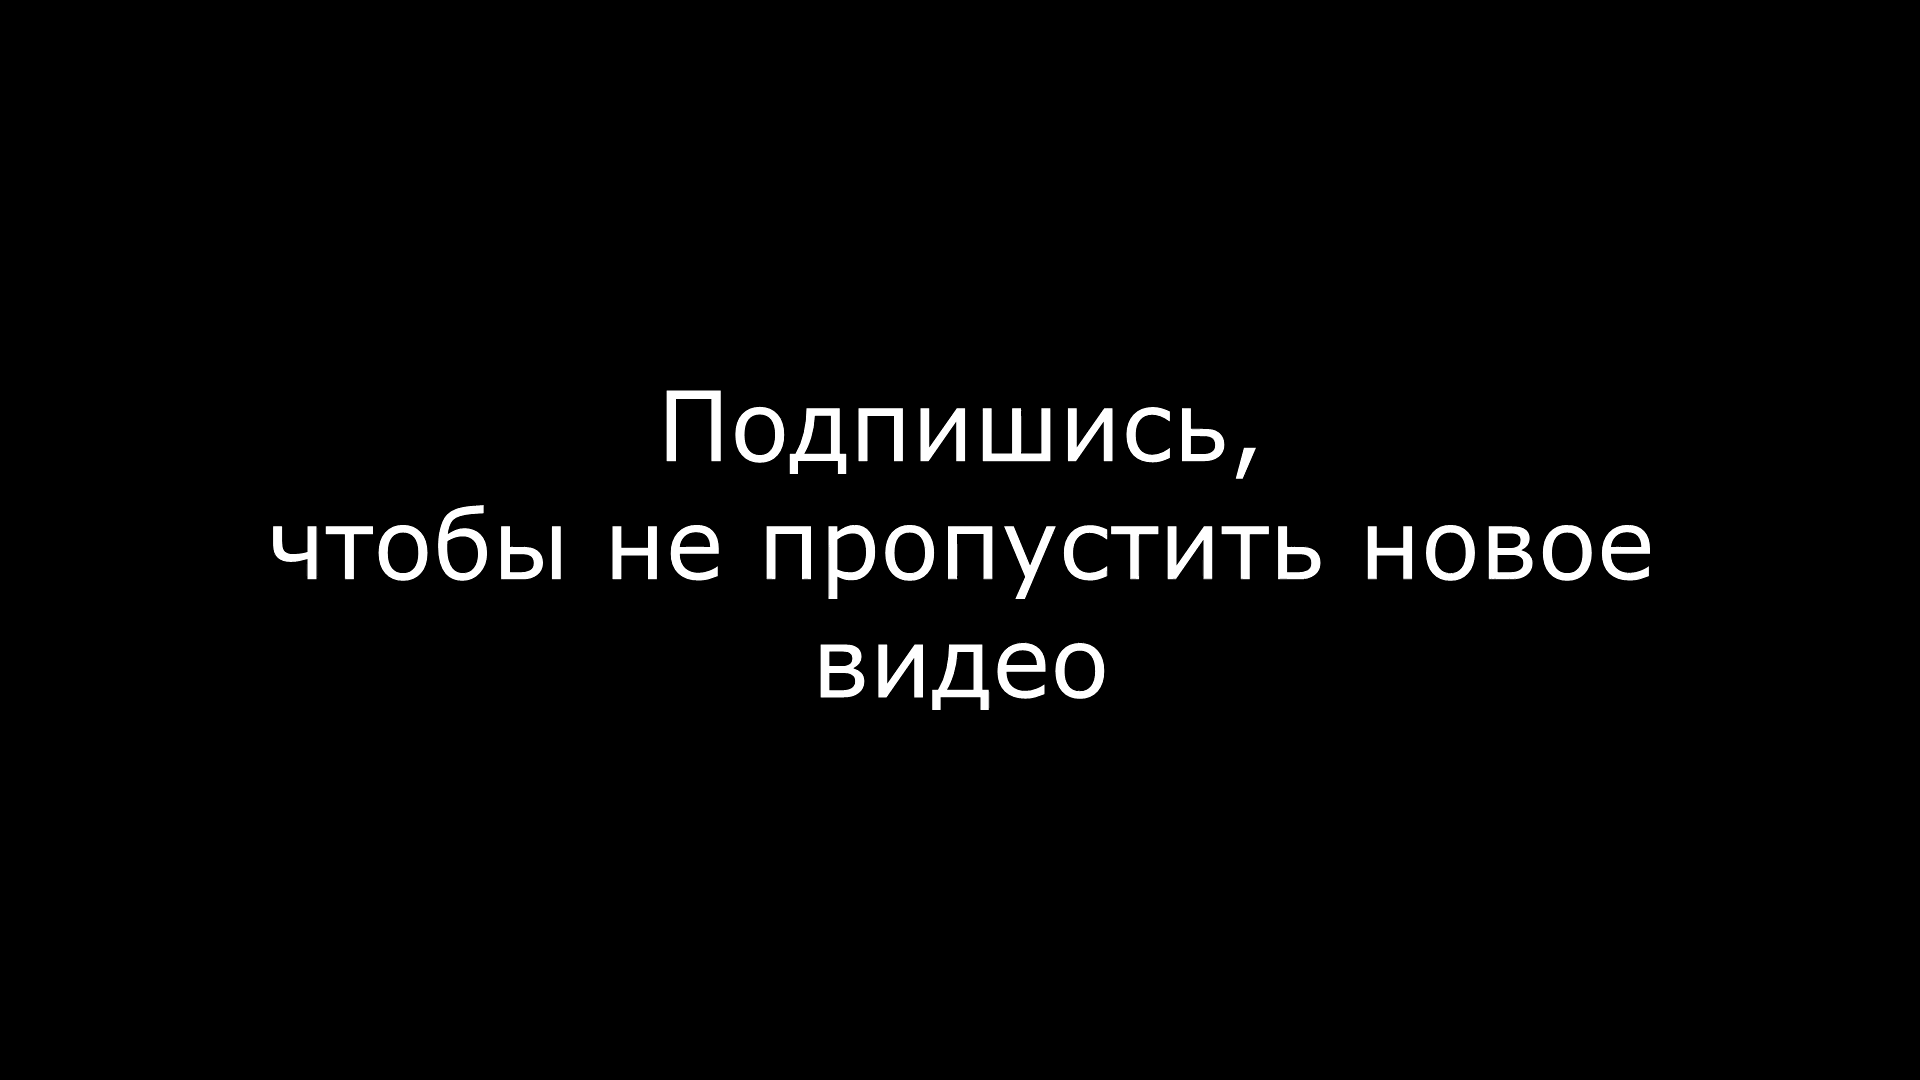 Подпишись,
чтобы не пропустить новое
видео